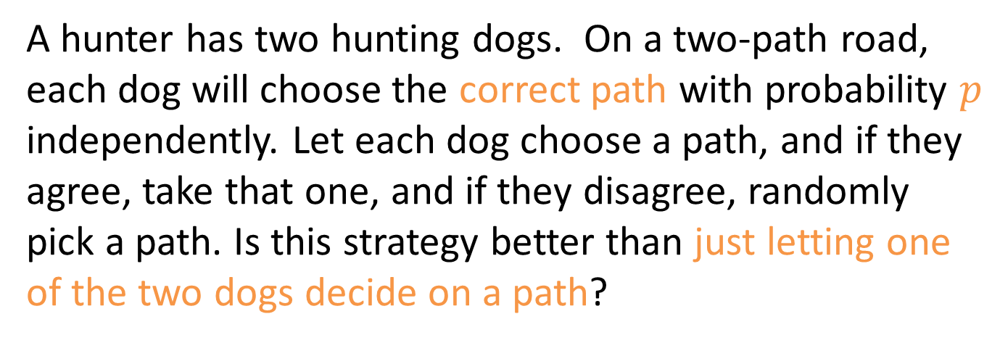 A hunter has two hunting dogs.  On a two-path road,
each dog will choose the correct path with probability 𝑝
independently. Let each dog choose a path, and if they
agree, take that one, and if they disagree, randomly
pick a path. Is this strategy better than just letting one
of the two dogs decide on a path?